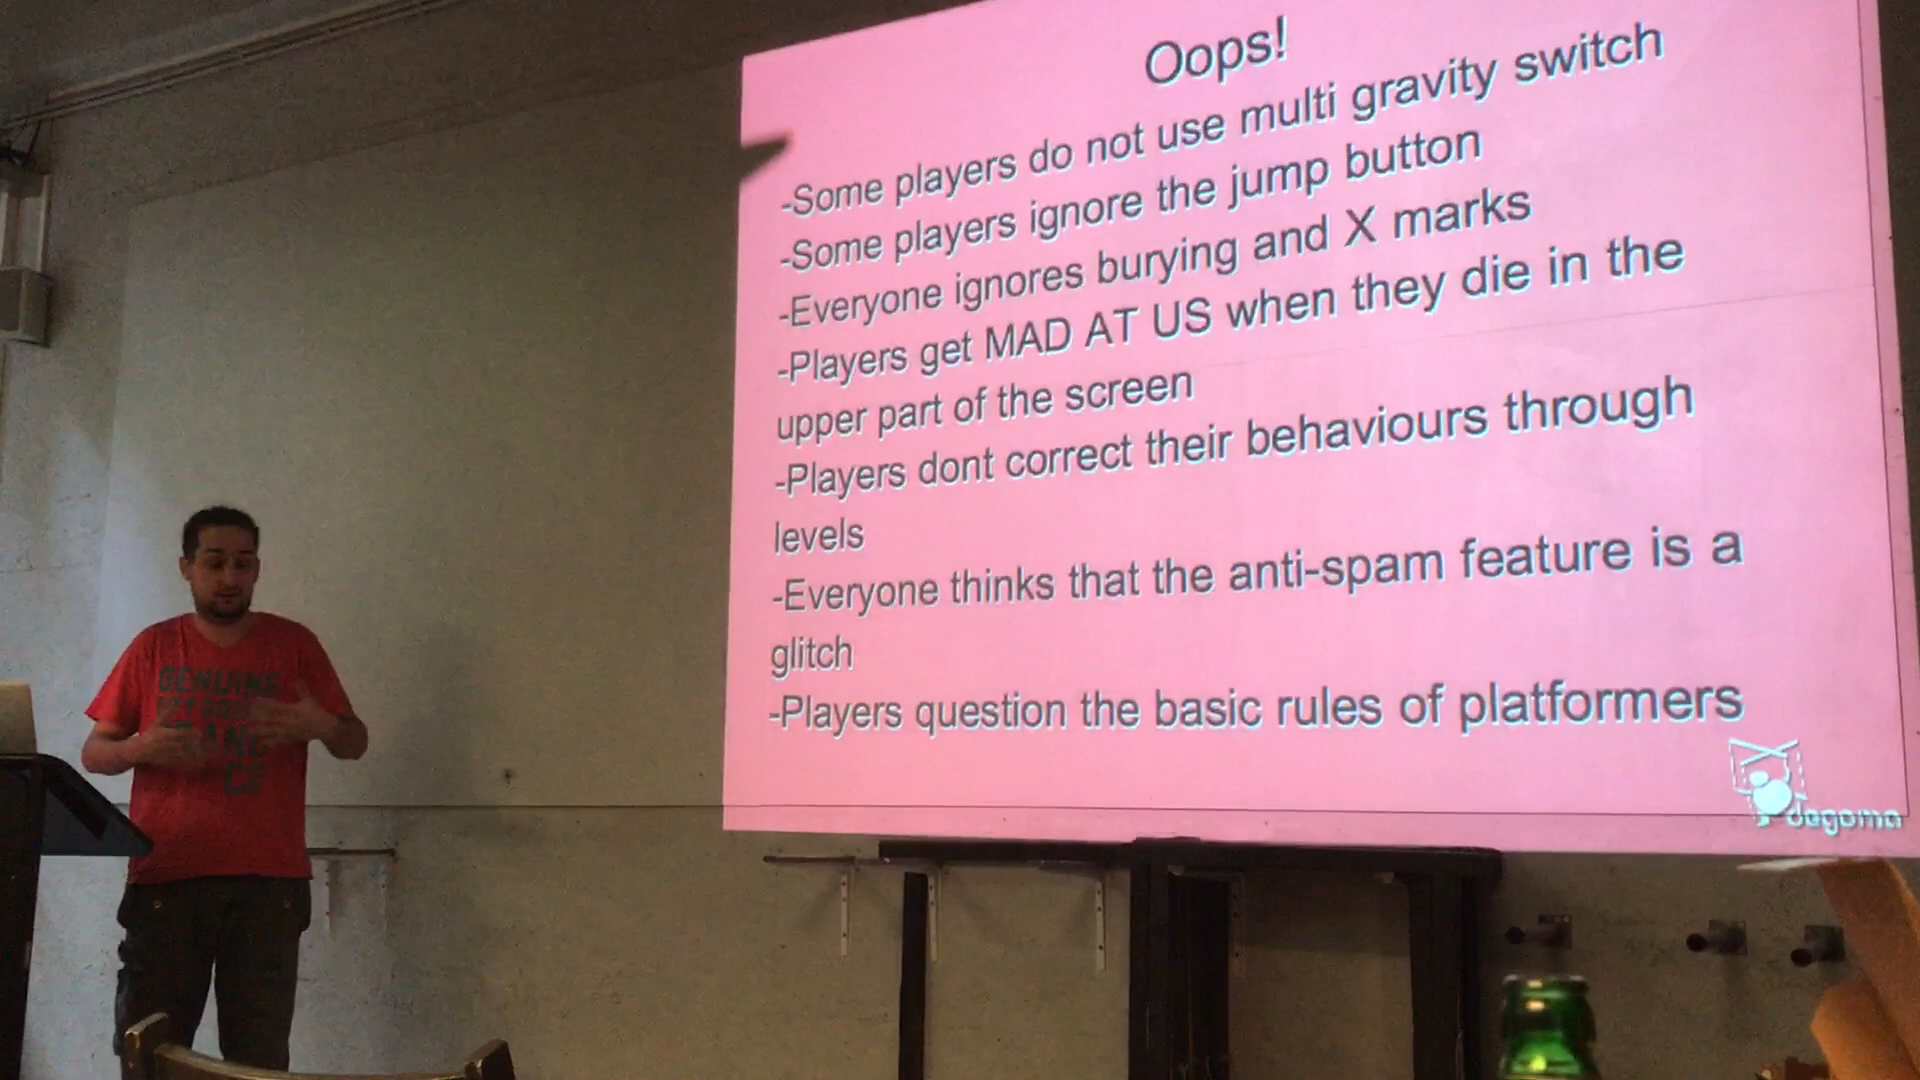 Oops!
-Some players do not use multi gravity switch
-Some players ignore the jump button
-Everyone ignores burying and X marks
-Players get MAD AT US when they die in the
upper part of the screen
-Players dont correct their behaviours through
levels
-Everyone thinks that the anti-spam feature is a
glitch
-Players question the basic rules of platformers
dagoma
GENUINE